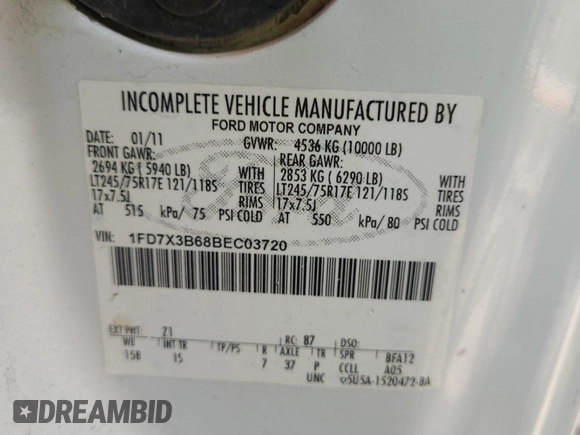 INCOMPLETE VEHICLE MANUFACTURED BY
FORD MOTOR COMPANY
DATE: 01/11 GVWR: 4536 KG (10000 LB)
FRONT GAWR: REAR GAWR:
2694 KG ( 5940 LB) WITH 2853 KG ( 6290 LB) WITH
LT245/75R17E 121/118S TIRES LT245/75R17E 121/118S TIRES
17x7.5J RIMS 17x7.5J RIMS
AT 515 kPa/ 75 PSI COLD AT 550 kPa/ 80 PSI COLD
VIN: 1FD7X3B68BEC03720
EXT PNT: Z1 RC: 87 DSO:
WB INT TR TP/PS R AXLE TR SPR BFA12
158 1S 7 37 P CCLL A05
UNC 5U5A-1520472-BA
DREAMBID